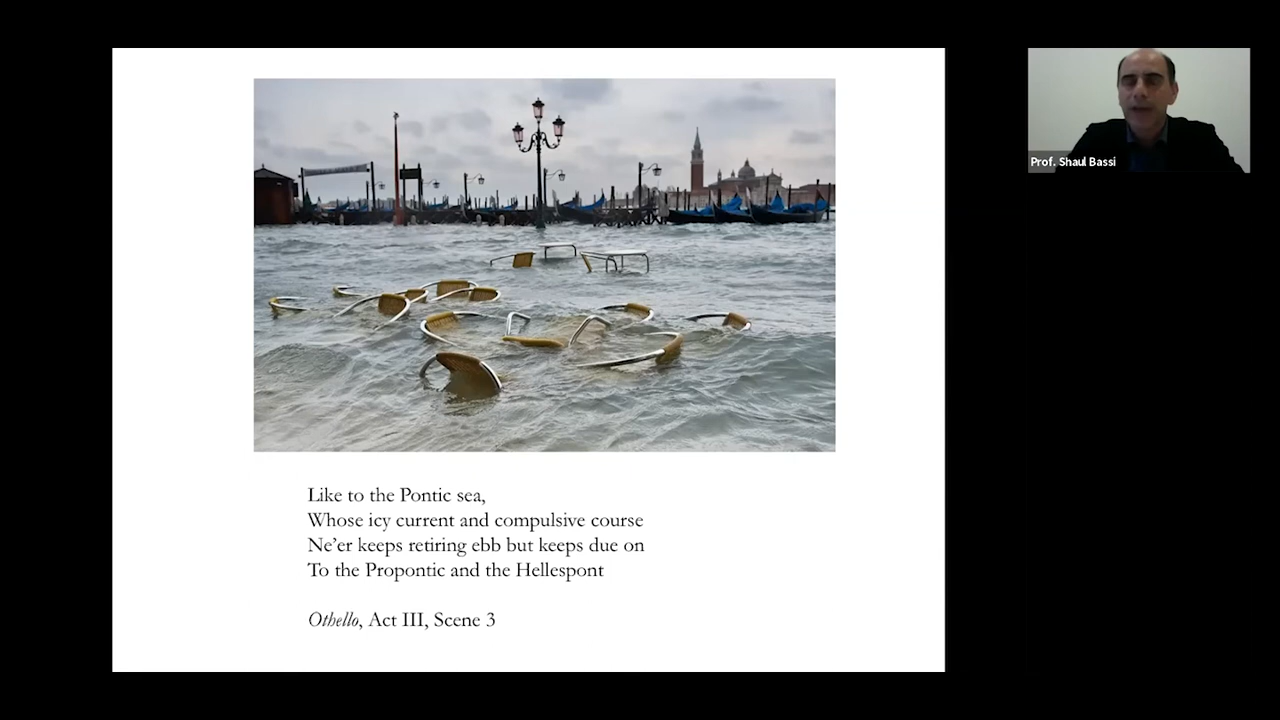 Prof. Shaul Bassi
Like to the Pontic sea,
Whose icy current and compulsive course
Ne’er keeps retiring ebb but keeps due on
To the Propontic and the Hellespont
Othello, Act III, Scene 3